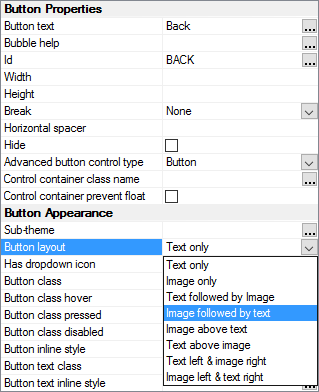 Button Properties
Button text Back ...
Bubble help ...
Id BACK ...
Width
Height
Break None
Horizontal spacer
Hide
Advanced button control type Button
Control container class name ...
Control container prevent float
Button Appearance
Sub-theme ...
Button layout Text only
Has dropdown icon Text only
Button class Image only
Button class hover Text followed by Image
Button class pressed Image followed by text
Button class disabled Image above text
Button inline style Text above image
Button text class Text left & image right
Button text inline style Image left & text right